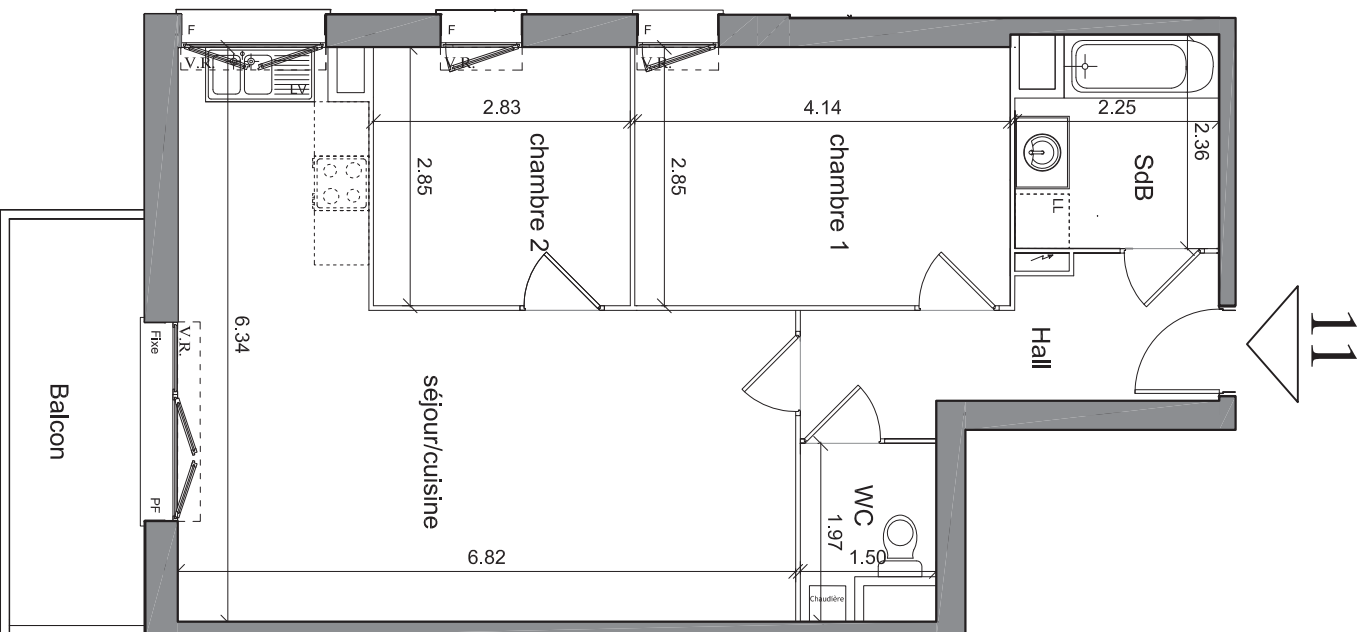 F
F
F
V.R.
V.R.
V.R.
LV
2.83
4.14
2.25
2.36
2.85
chambre 2
2.85
chambre 1
SdB
LL
11
Hall
6.34
V.R.
Fixe
séjour/cuisine
Balcon
PF
WC
1.97
1.50
6.82
Chaudière